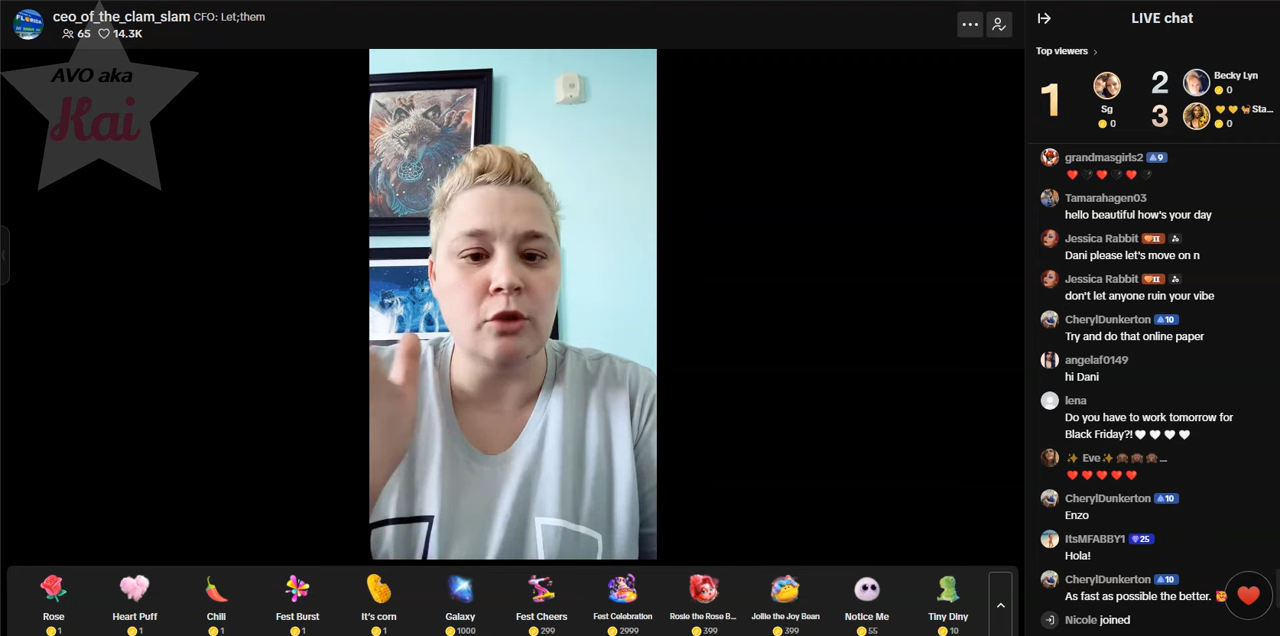 ceo_of_the_clam_slam CFO: Let;them
65 14.3K
AVO aka
Kai
LIVE chat
Top viewers
1
Sg
0
2
Becky Lyn
0
3
Sta...
0
grandmasgirls2 9
Tamarahagen03
hello beautiful how's your day
Jessica Rabbit II
Dani please let's move on n
Jessica Rabbit II
don't let anyone ruin your vibe
CherylDunkerton 10
Try and do that online paper
angelaf0149
hi Dani
lena
Do you have to work tomorrow for
Black Friday?!🤍🤍🤍🤍
✨ Eve✨🙈🙈🙈...
CherylDunkerton 10
Enzo
ItsMFABBY1 25
Hola!
CherylDunkerton 10
As fast as possible the better. 🥰
Nicole joined
Rose
1
Heart Puff
1
Chili
1
Fest Burst
1
It's corn
1
Galaxy
1000
Fest Cheers
299
Fest Celebration
2999
Rosie the Rose B...
399
Jollie the Joy Bean
399
Notice Me
55
Tiny Diny
10